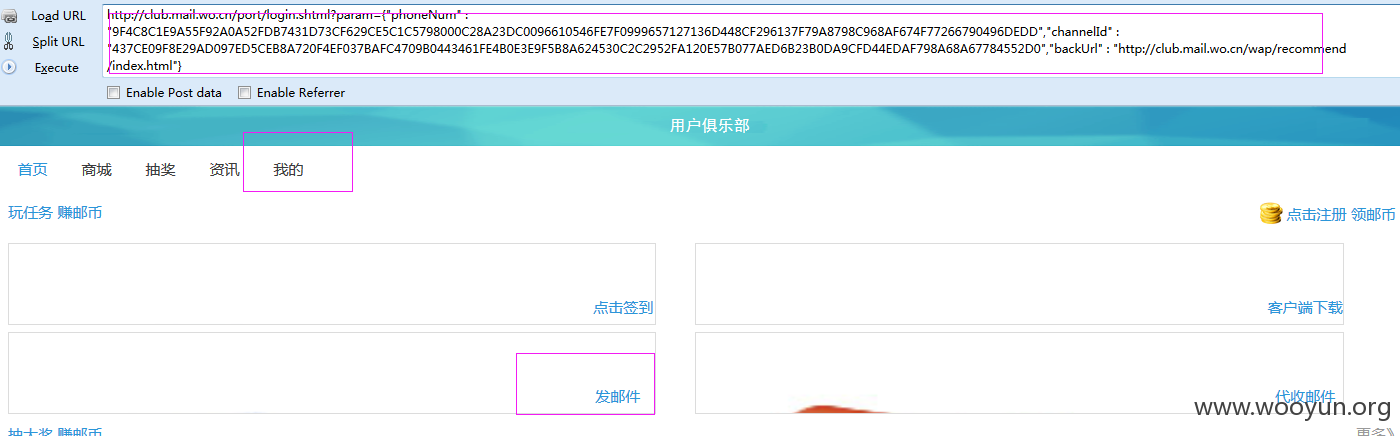 Load URL
Split URL
Execute
http://club.mail.wo.cn/port/login.shtml?param={"phoneNum" :
"9F4C8C1E9A55F92A0A52FDB7431D73CF629CE5C1C5798000C28A23DC0096610546FE7F0999657127136D448CF296137F79A8798C968AF674F77266790496DEDD","channelId" :
"437CE09F8E29AD097ED5CEB8A720F4EF037BAFC4709B0443461FE4B0E3E9F5B8A624530C2C2952FA120E57B077AED6B23B0DA9CFD44EDAF798A68A67784552D0","backUrl" : "http://club.mail.wo.cn/wap/recommend
/index.html"}
Enable Post data Enable Referrer
用户俱乐部
首页 商城 抽奖 资讯 我的
玩任务 赚邮币 点击注册 领邮币
点击签到 客户端下载
发邮件 代收邮件
www.wooyun.org
抽大奖 赚邮币 更多》